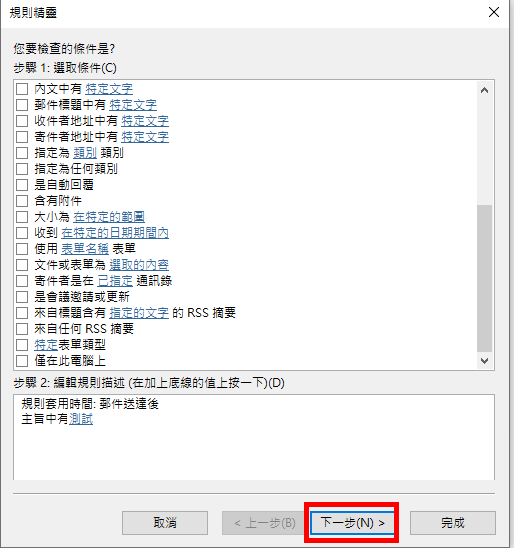 規則精靈
您要檢查的條件是?
步驟 1: 選取條件(C)
內文中有 特定文字
郵件標題中有 特定文字
收件者地址中有 特定文字
寄件者地址中有 特定文字
指定為 類別 類別
指定為任何類別
是自動回覆
含有附件
大小為 在特定的範圍
收到 在特定的日期期間內
使用 表單名稱 表單
文件或表單為 選取的內容
寄件者是在 已指定 通訊錄
是會議邀請或更新
來自標題含有 指定的文字 的 RSS 摘要
來自任何 RSS 摘要
特定表單類型
僅在此電腦上
步驟 2: 編輯規則描述 (在加上底線的值上按一下)(D)
規則套用時間: 郵件送達後
主旨中有測試
取消
< 上一步(B)
下一步(N) >
完成